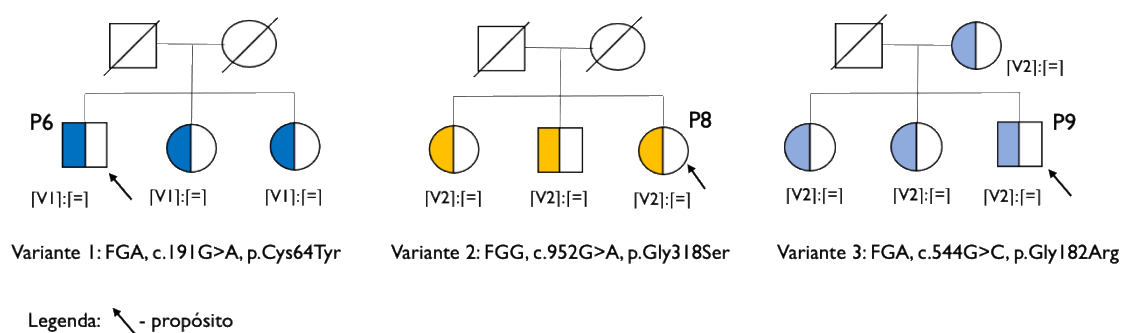 ⌈V2⌉:⌈=⌉
P6
P8
P9
⌈V1⌉:⌈=⌉ ⌈V1⌉:⌈=⌉ ⌈V1⌉:⌈=⌉
⌈V2⌉:⌈=⌉ ⌈V2⌉:⌈=⌉ ⌈V2⌉:⌈=⌉
⌈V2⌉:⌈=⌉ ⌈V2⌉:⌈=⌉ ⌈V2⌉:⌈=⌉
Variante 1: FGA, c.191G>A, p.Cys64Tyr
Variante 2: FGG, c.952G>A, p.Gly318Ser
Variante 3: FGA, c.544G>C, p.Gly182Arg
Legenda: - propósito